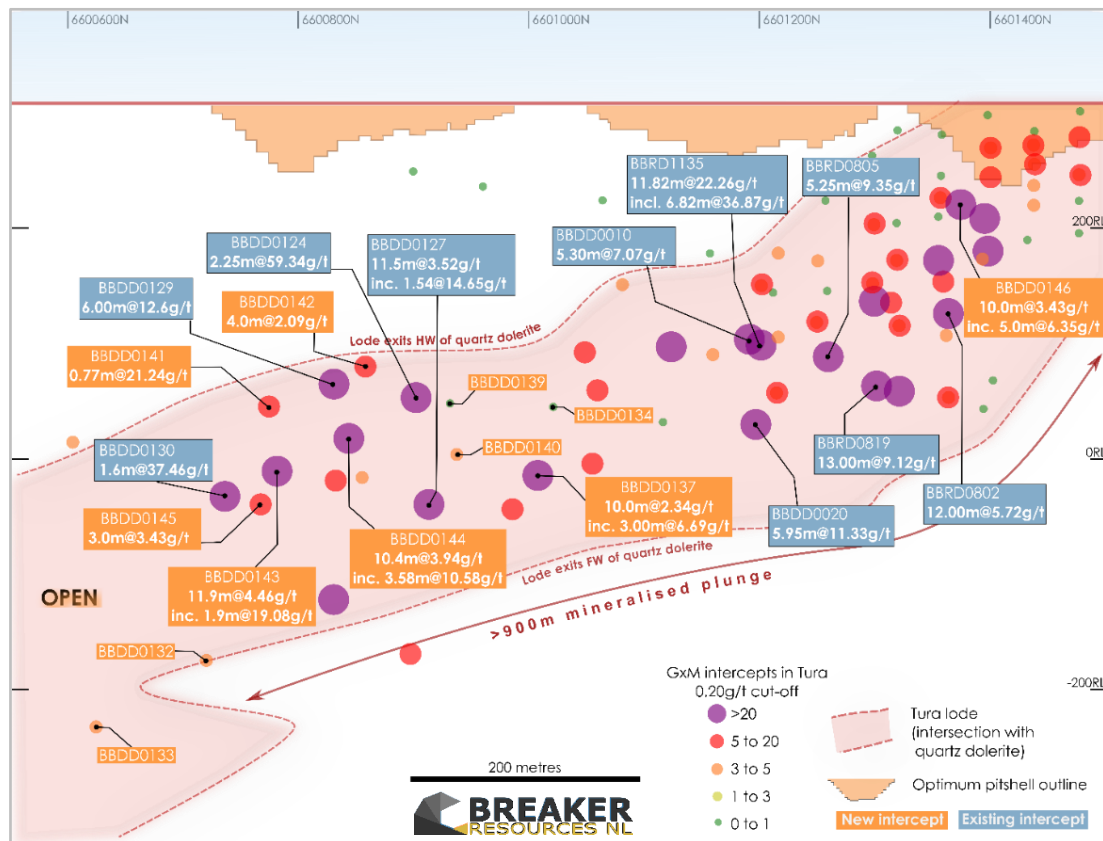 6600600N
6600800N
6601000N
6601200N
6601400N
BBRD1135
11.82m@22.26g/t
incl. 6.82m@36.87g/t
BBRD0805
5.25m@9.35g/t
200RL
BBDD0124
2.25m@59.34g/t
BBDD0127
11.5m@3.52g/t
inc. 1.54@14.65g/t
BBDD0010
5.30m@7.07g/t
BBDD0129
6.00m@12.6g/t
BBDD0142
4.0m@2.09g/t
BBDD0146
10.0m@3.43g/t
inc. 5.0m@6.35g/t
Lode exits HW of quartz dolerite
BBDD0141
0.77m@21.24g/t
BBDD0139
BBDD0134
BBDD0140
BBDD0130
1.6m@37.46g/t
BBRD0819
13.00m@9.12g/t
0RL
BBDD0137
10.0m@2.34g/t
inc. 3.00m@6.69g/t
BBRD0802
12.00m@5.72g/t
BBDD0145
3.0m@3.43g/t
BBDD0020
5.95m@11.33g/t
BBDD0144
10.4m@3.94g/t
inc. 3.58m@10.58g/t
Lode exits FW of quartz dolerite
BBDD0143
11.9m@4.46g/t
inc. 1.9m@19.08g/t
OPEN
>900m mineralised plunge
BBDD0132
-200RL
BBDD0133
GxM intercepts in Tura
0.20g/t cut-off
>20
5 to 20
3 to 5
1 to 3
0 to 1
Tura lode
(intersection with
quartz dolerite)
Optimum pitshell outline
New intercept
Existing intercept
200 metres
BREAKER
RESOURCES NL